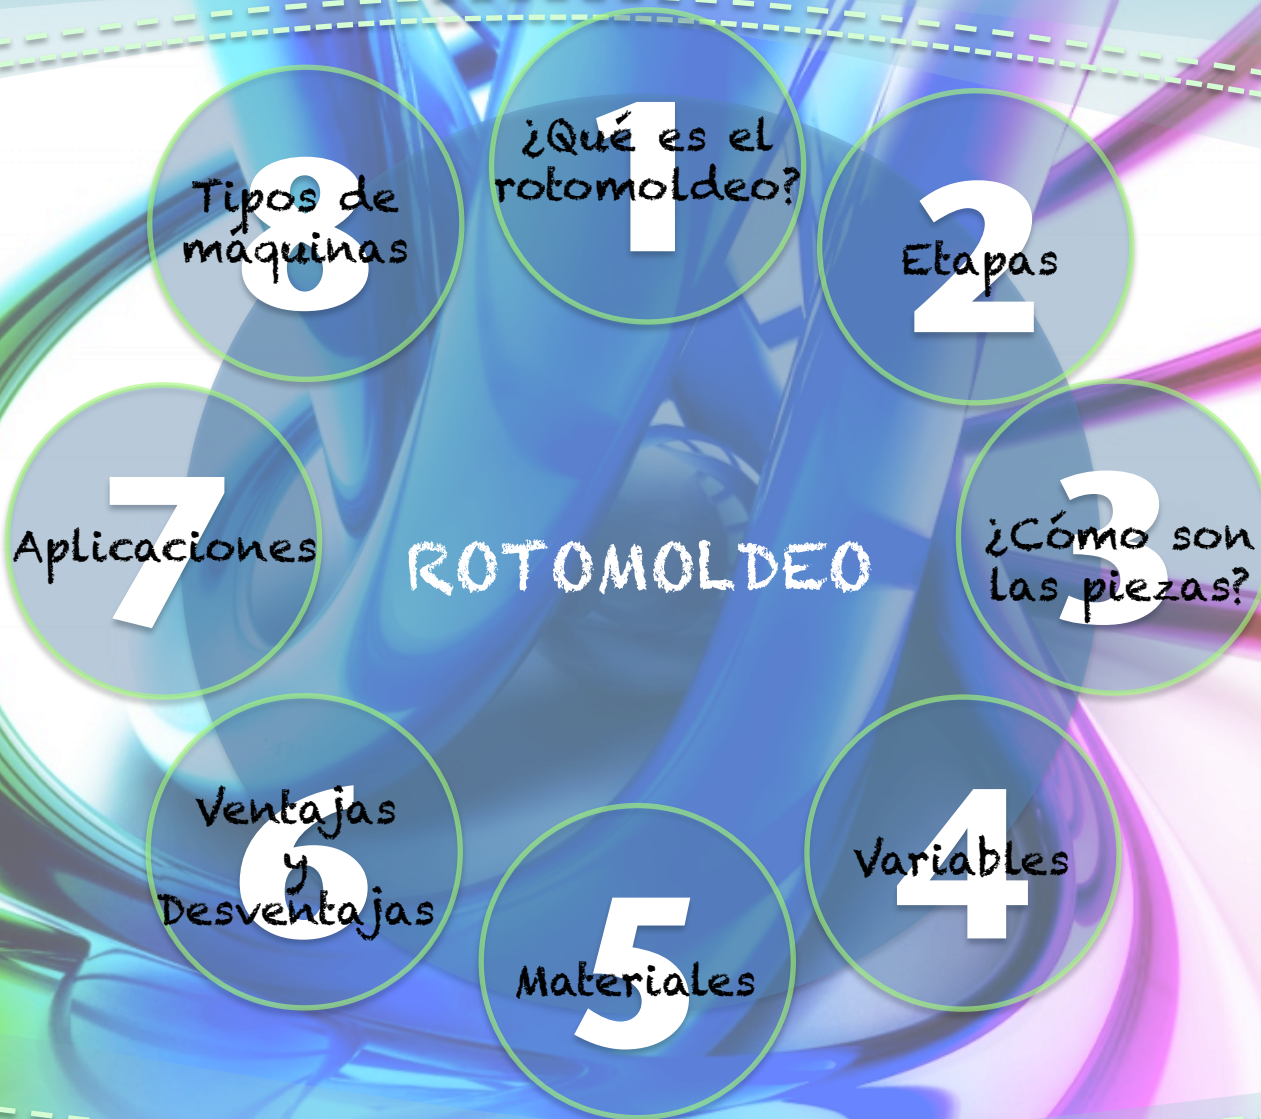 1
¿Qué es el
rotomoldeo?
2
Etapas
3
¿Cómo son
las piezas?
4
Variables
5
Materiales
6
Ventajas
y
Desventajas
7
Aplicaciones
8
Tipos de
máquinas
ROTOMOLDEO